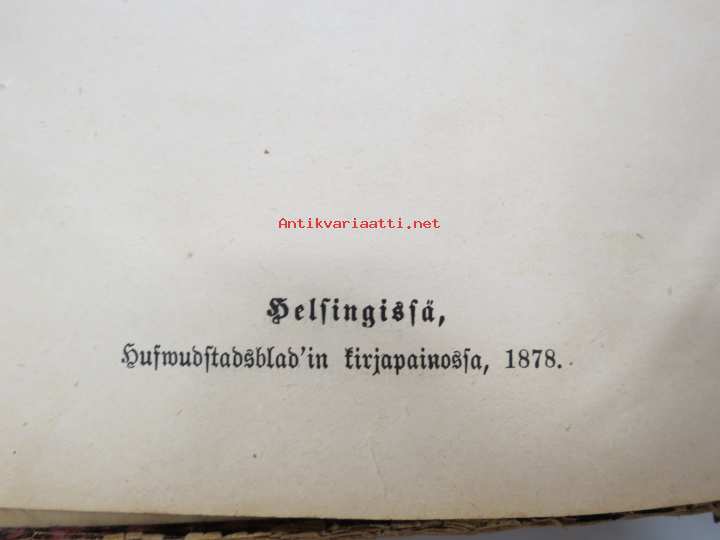 Antikvariaatti.net
Helsingissä,
Hufwudstadsblad'in kirjapainossa, 1878.